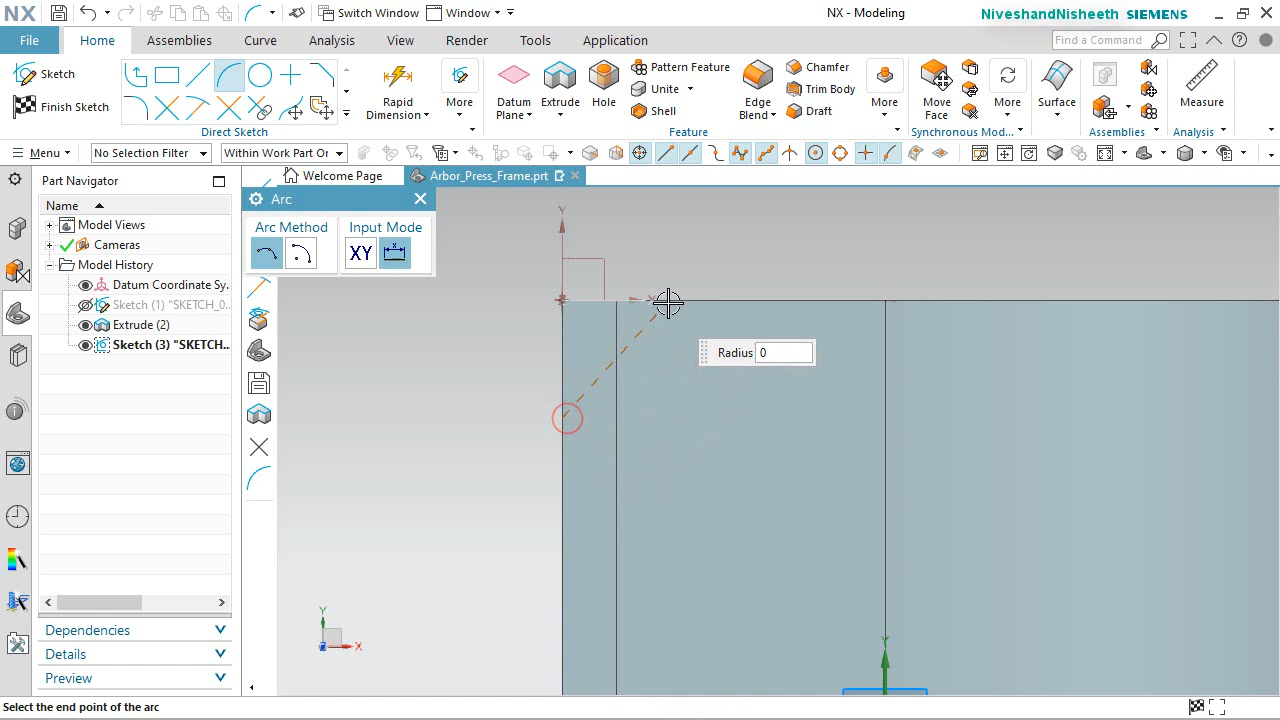 NX
Switch Window
Window
NX - Modeling
NiveshandNisheeth SIEMENS
File
Home
Assemblies
Curve
Analysis
View
Render
Tools
Application
Find a Command
Sketch
Finish Sketch
Rapid
Dimension
More
Direct Sketch
Datum
Plane
Extrude
Hole
Pattern Feature
Unite
Shell
Edge
Blend
Chamfer
Trim Body
Draft
More
Feature
Move
Face
More
Synchronous Mod...
Surface
Assemblies
Measure
Analysis
Menu
No Selection Filter
Within Work Part Or
Welcome Page
Arbor_Press_Frame.prt
Part Navigator
Name
Model Views
Cameras
Model History
Datum Coordinate Sy..
Sketch (1) "SKETCH_0..
Extrude (2)
Sketch (3) "SKETCH..
Dependencies
Details
Preview
Arc
Arc Method
Input Mode
XY
Y
Radius 0
Y
X
Y
Select the end point of the arc